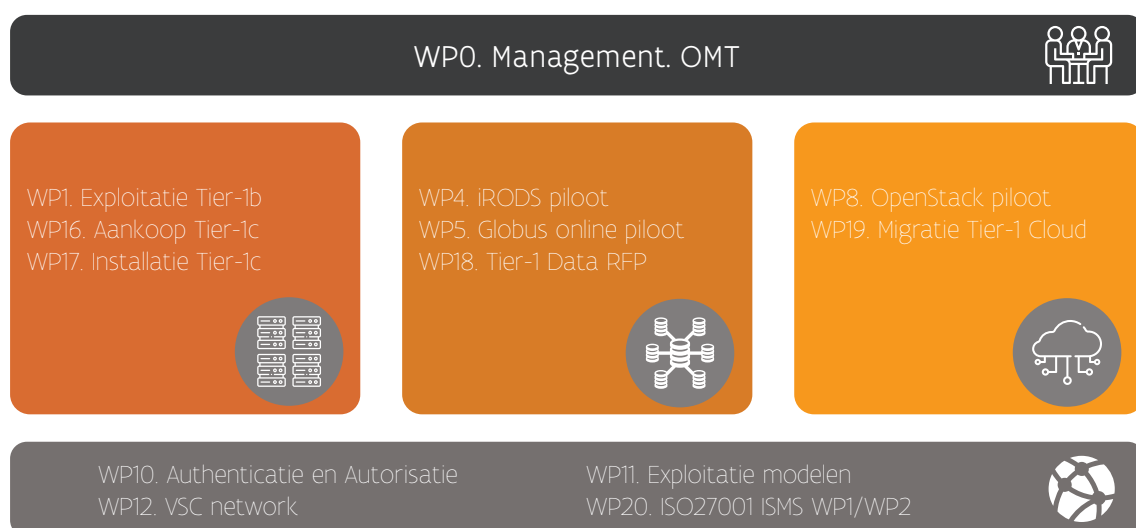 WP0. Management. OMT
WP1. Exploitatie Tier-1b
WP16. Aankoop Tier-1c
WP17. Installatie Tier-1c
WP4. iRODS piloot
WP5. Globus online piloot
WP18. Tier-1 Data RFP
WP8. OpenStack piloot
WP19. Migratie Tier-1 Cloud
WP10. Authenticatie en Autorisatie
WP12. VSC network
WP11. Exploitatie modelen
WP20. ISO27001 ISMS WP1/WP2